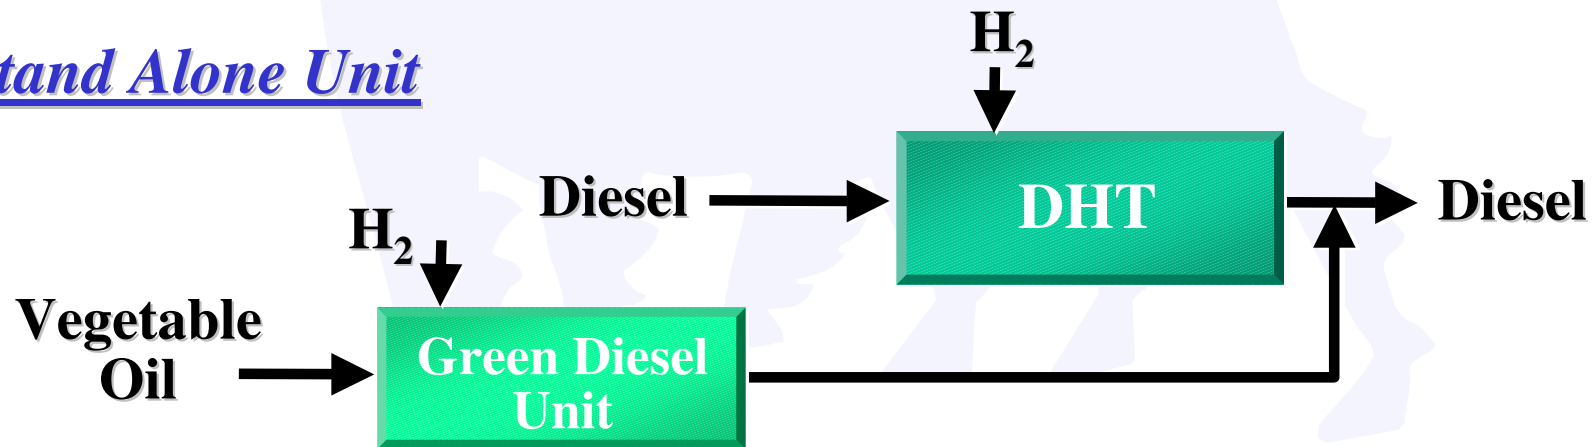 tand Alone Unit
H₂
Diesel
DHT
Diesel
H₂
Vegetable
Oil
Green Diesel
Unit